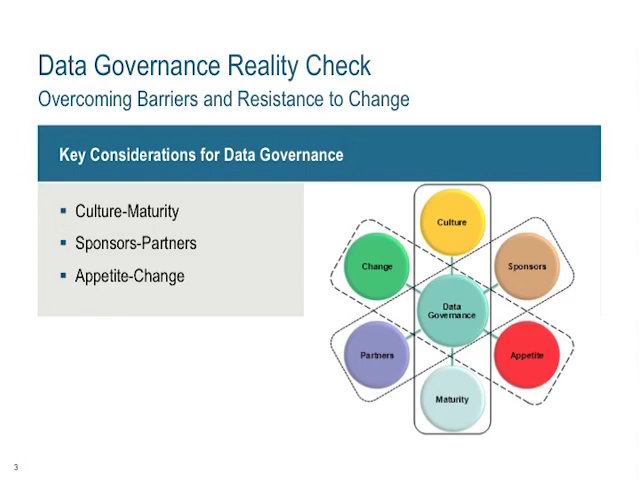 Data Governance Reality Check
Overcoming Barriers and Resistance to Change
Key Considerations for Data Governance
Culture-Maturity
Sponsors-Partners
Appetite-Change
Culture
Change
Sponsors
Data
Governance
Partners
Appetite
Maturity
3